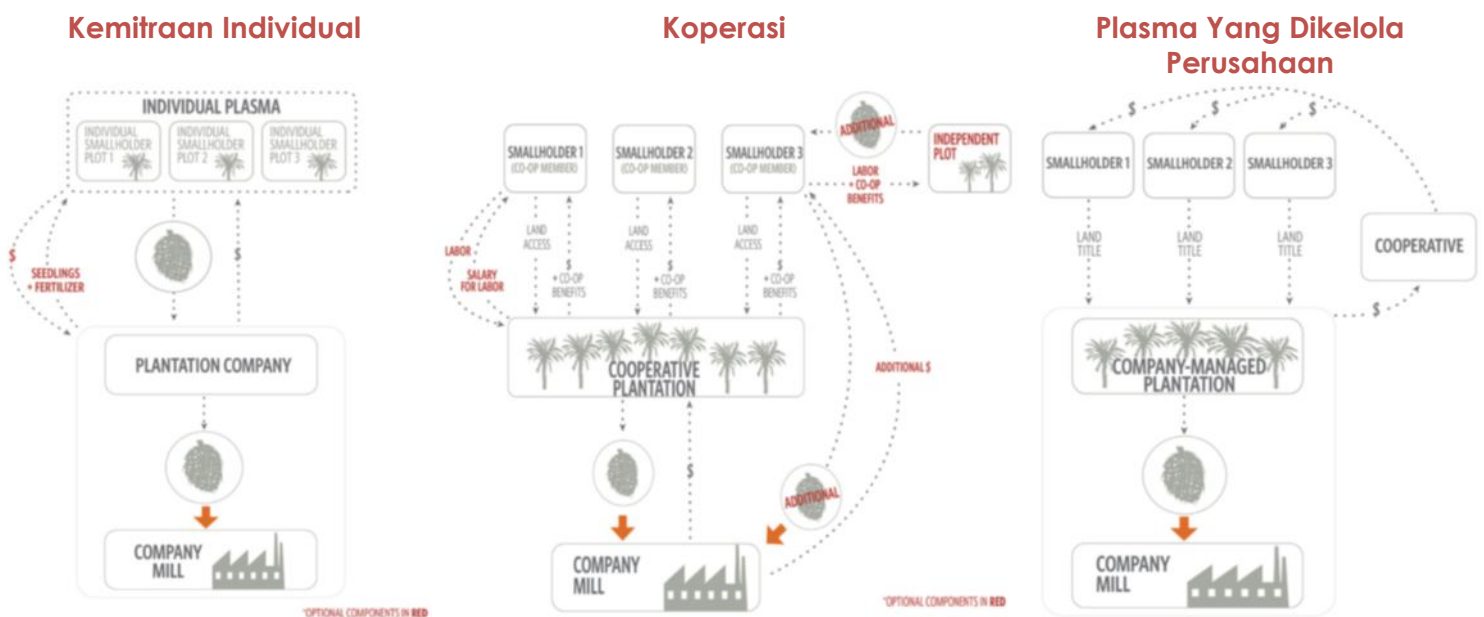 Kemitraan Individual
INDIVIDUAL PLASMA
INDIVIDUAL
SMALLHOLDER
PLOT 1
INDIVIDUAL
SMALLHOLDER
PLOT 2
INDIVIDUAL
SMALLHOLDER
PLOT 3
$
SEEDLINGS
+ FERTILIZER
$
PLANTATION COMPANY
COMPANY
MILL
*OPTIONAL COMPONENTS IN RED
Koperasi
SMALLHOLDER 1
(CO-OP MEMBER)
SMALLHOLDER 2
(CO-OP MEMBER)
SMALLHOLDER 3
(CO-OP MEMBER)
ADDITIONAL
INDEPENDENT
PLOT
LABOR
+ CO-OP
BENEFITS
LABOR
SALARY
FOR LABOR
LAND
ACCESS
$
+ CO-OP
BENEFITS
LAND
ACCESS
$
+ CO-OP
BENEFITS
LAND
ACCESS
$
+ CO-OP
BENEFITS
COOPERATIVE
PLANTATION
ADDITIONAL $
$
ADDITIONAL
COMPANY
MILL
*OPTIONAL COMPONENTS IN RED
Plasma Yang Dikelola
Perusahaan
$
$
$
SMALLHOLDER 1
SMALLHOLDER 2
SMALLHOLDER 3
LAND
TITLE
LAND
TITLE
LAND
TITLE
COOPERATIVE
$
COMPANY-MANAGED
PLANTATION
COMPANY
MILL